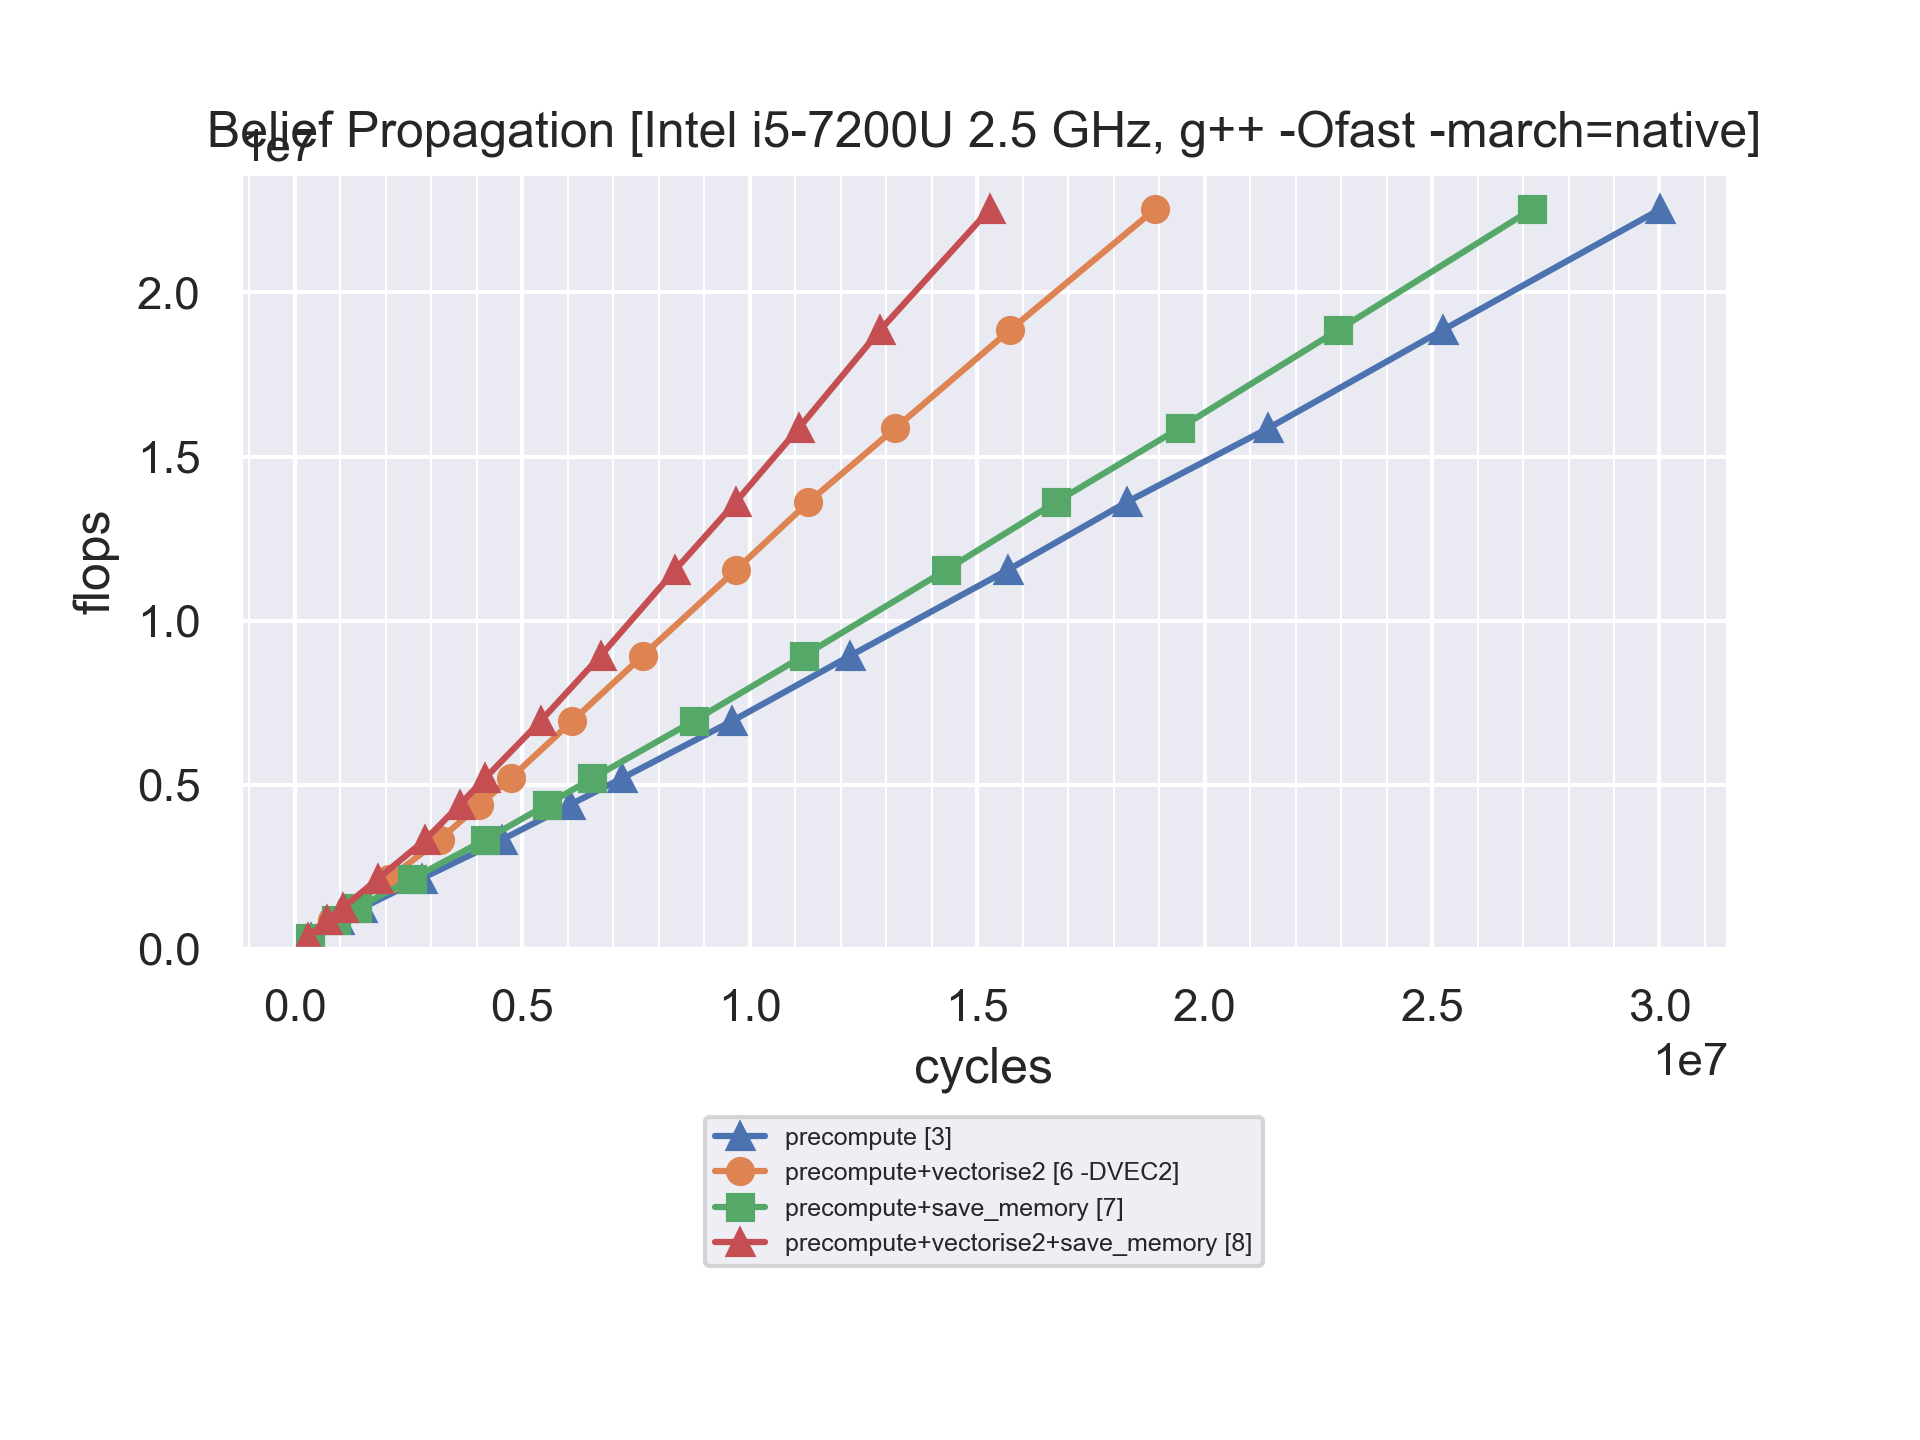 Belief Propagation [Intel i5-7200U 2.5 GHz, g++ -Ofast -march=native]
1e7
2.0
1.5
1.0
0.5
0.0
flops
0.0 0.5 1.0 1.5 2.0 2.5 3.0
1e7
cycles
precompute [3]
precompute+vectorise2 [6 -DVEC2]
precompute+save_memory [7]
precompute+vectorise2+save_memory [8]